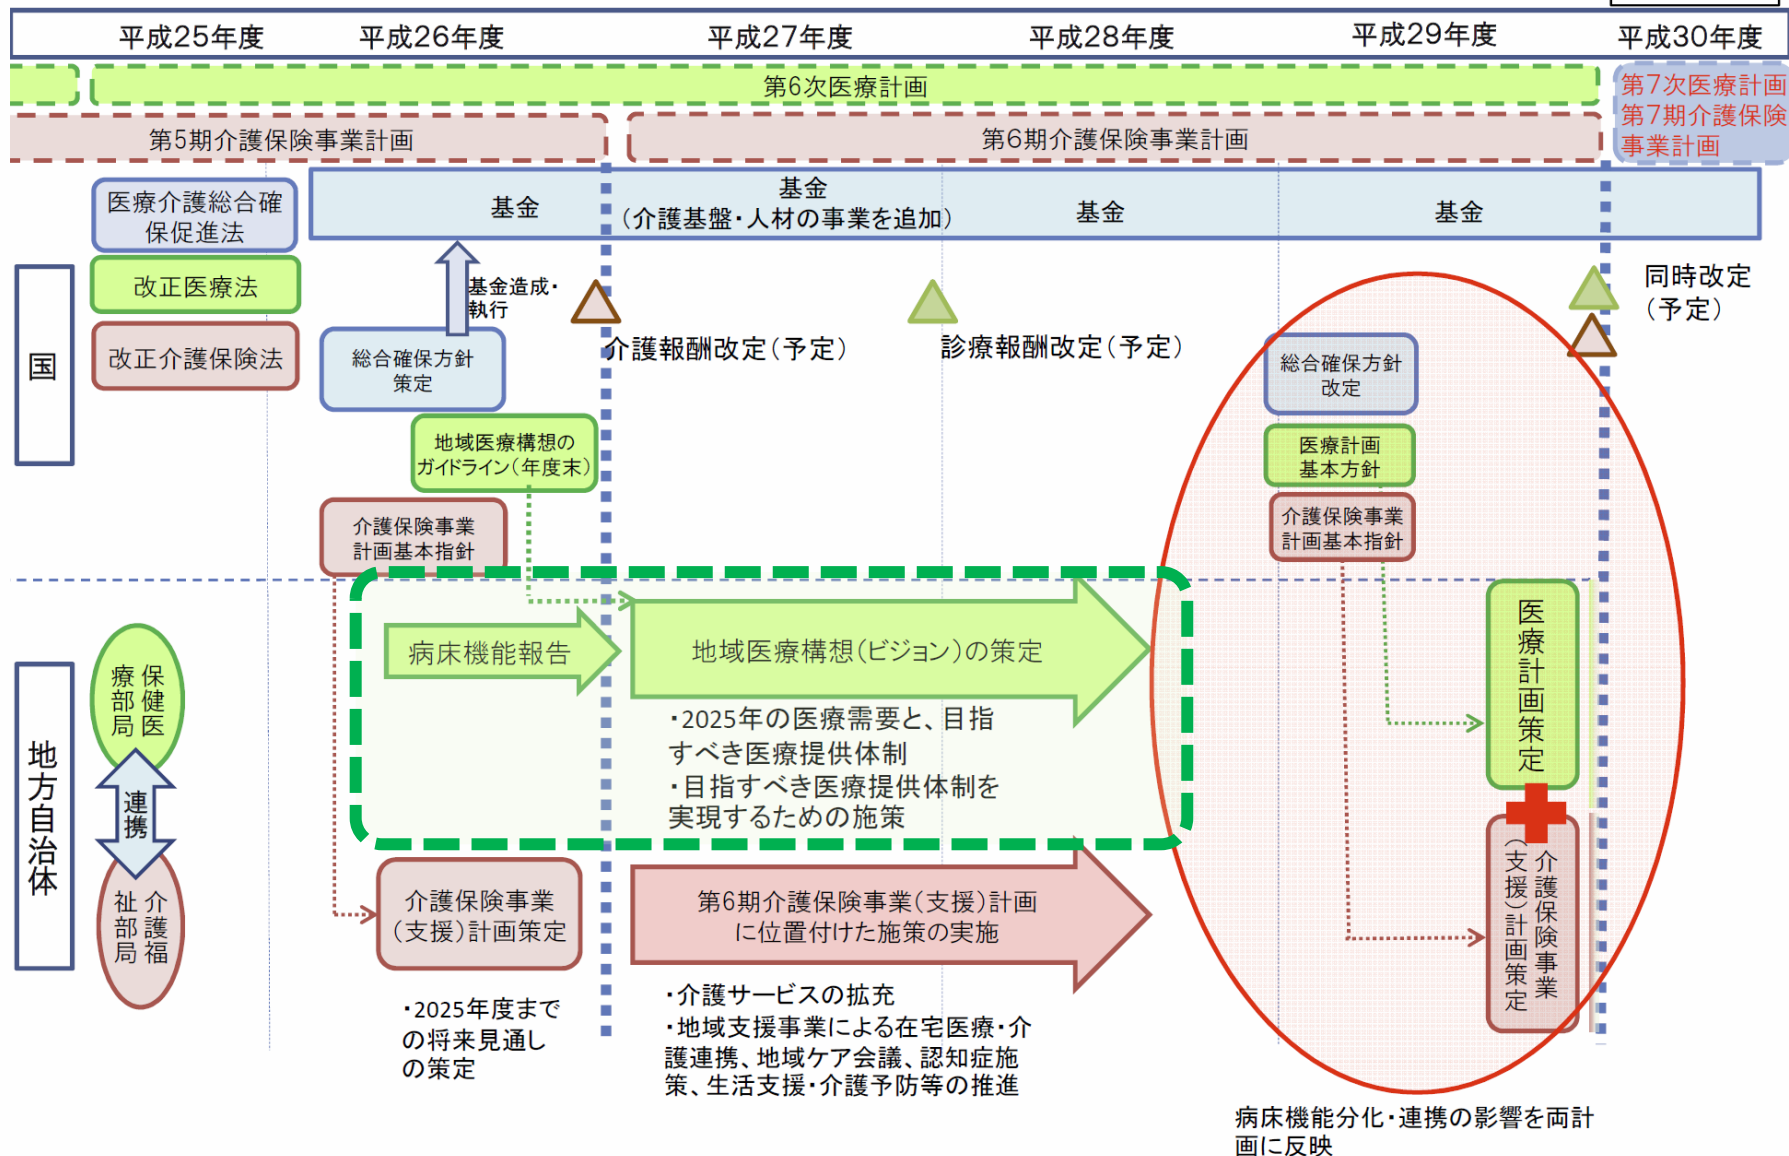 平成25年度
平成26年度
平成27年度
平成28年度
平成29年度
平成30年度
第6次医療計画
第7次医療計画
第7期介護保険
事業計画
第5期介護保険事業計画
第6期介護保険事業計画
医療介護総合確
保促進法
基金
基金
(介護基盤・人材の事業を追加)
基金
基金
国
改正医療法
改正介護保険法
基金造成・
執行
総合確保方針
策定
介護報酬改定(予定)
診療報酬改定(予定)
同時改定
(予定)
総合確保方針
改定
地域医療構想の
ガイドライン(年度末)
医療計画
基本方針
介護保険事業
計画基本指針
介護保険事業
計画基本指針
地方自治体
保健医
療部局
連携
介護福
祉部局
病床機能報告
地域医療構想(ビジョン)の策定
・2025年の医療需要と、目指
すべき医療提供体制
・目指すべき医療提供体制を
実現するための施策
医療計画策定
介護保険事業
(支援)計画策定
第6期介護保険事業(支援)計画
に位置付けた施策の実施
介護保険事業
(支援)計画策定
・2025年度まで
の将来見通し
の策定
・介護サービスの拡充
・地域支援事業による在宅医療・介
護連携、地域ケア会議、認知症施
策、生活支援・介護予防等の推進
病床機能分化・連携の影響を両計
画に反映